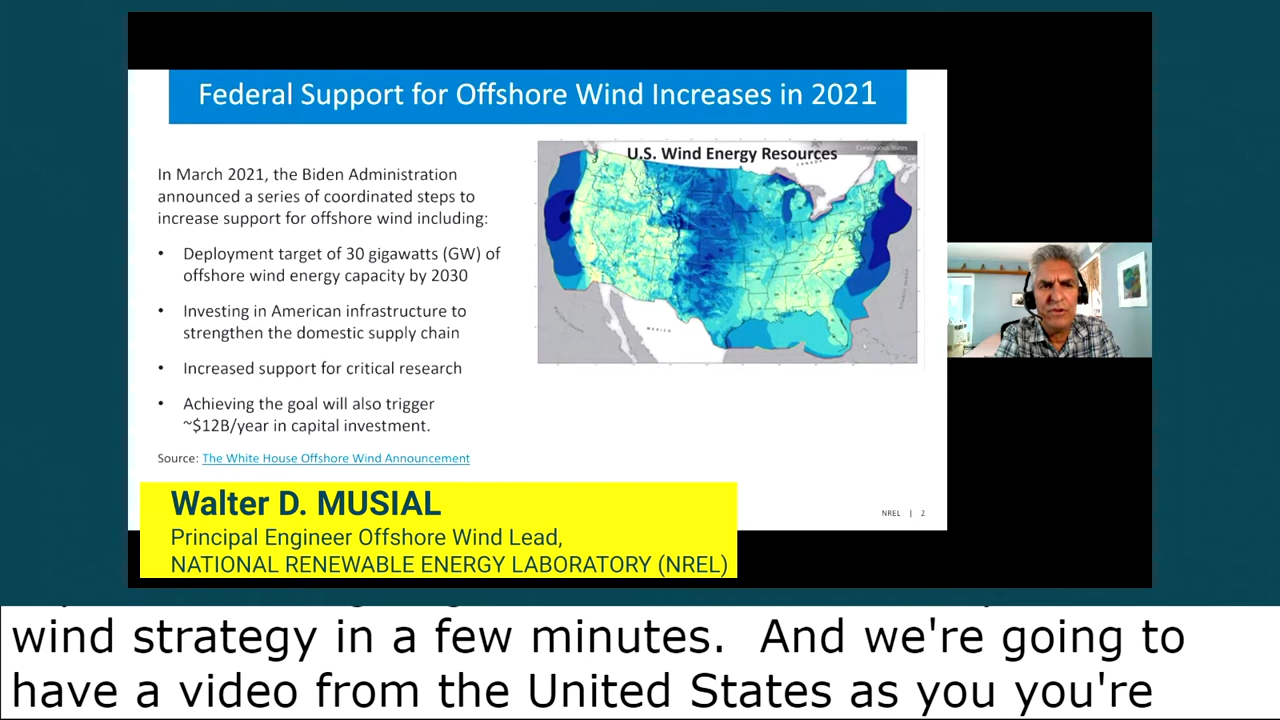 Federal Support for Offshore Wind Increases in 2021
In March 2021, the Biden Administration
announced a series of coordinated steps to
increase support for offshore wind including:
• Deployment target of 30 gigawatts (GW) of
offshore wind energy capacity by 2030
• Investing in American infrastructure to
strengthen the domestic supply chain
• Increased support for critical research
• Achieving the goal will also trigger
~$12B/year in capital investment.
Source: The White House Offshore Wind Announcement
U.S. Wind Energy Resources
Contiguous States
MEXICO
NREL | 2
Walter D. MUSIAL
Principal Engineer Offshore Wind Lead,
NATIONAL RENEWABLE ENERGY LABORATORY (NREL)
wind strategy in a few minutes.  And we're going to
have a video from the United States as you you're